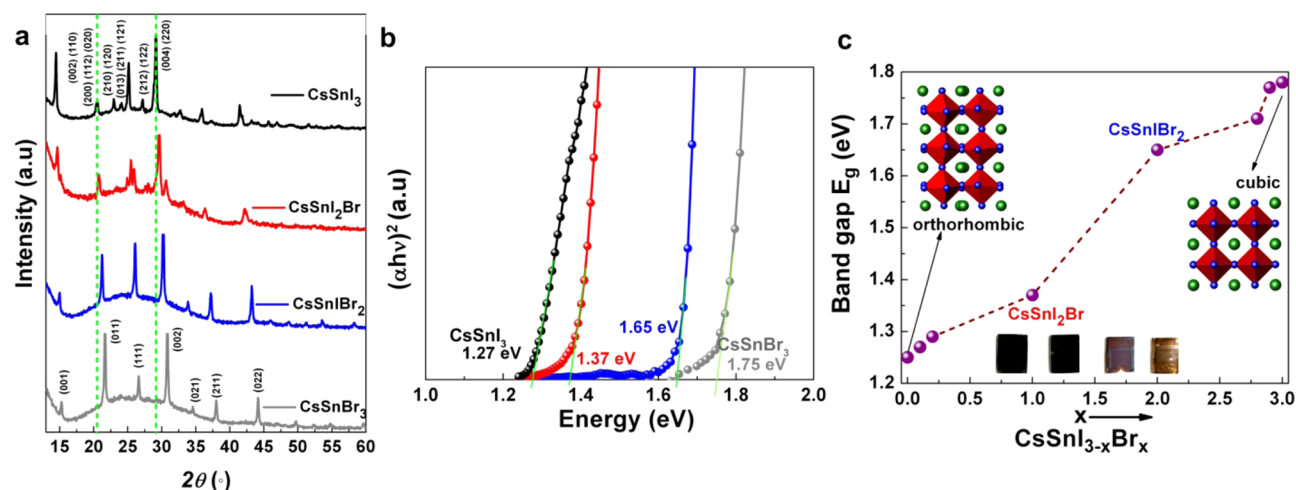 a
Intensity (a.u)
(002) (110)
(200) (112) (020)
(210) (120)
(013) (211) (121)
(212) (122)
(004) (220)
CsSnI3
CsSnI2Br
CsSnIBr2
CsSnBr3
(001)
(011)
(111)
(002)
(021)
(211)
(022)
15 20 25 30 35 40 45 50 55 60
2θ (◦)
b
(αhν)2 (a.u)
CsSnI3
1.27 eV
1.37 eV
1.65 eV
CsSnBr3
1.75 eV
1.0 1.2 1.4 1.6 1.8 2.0
Energy (eV)
c
Band gap Eg (eV)
1.8
1.7
1.6
1.5
1.4
1.3
1.2
CsSnIBr2
cubic
orthorhombic
CsSnI2Br
0.0 0.5 1.0 1.5 2.0 2.5 3.0
x
CsSnI3-xBrx